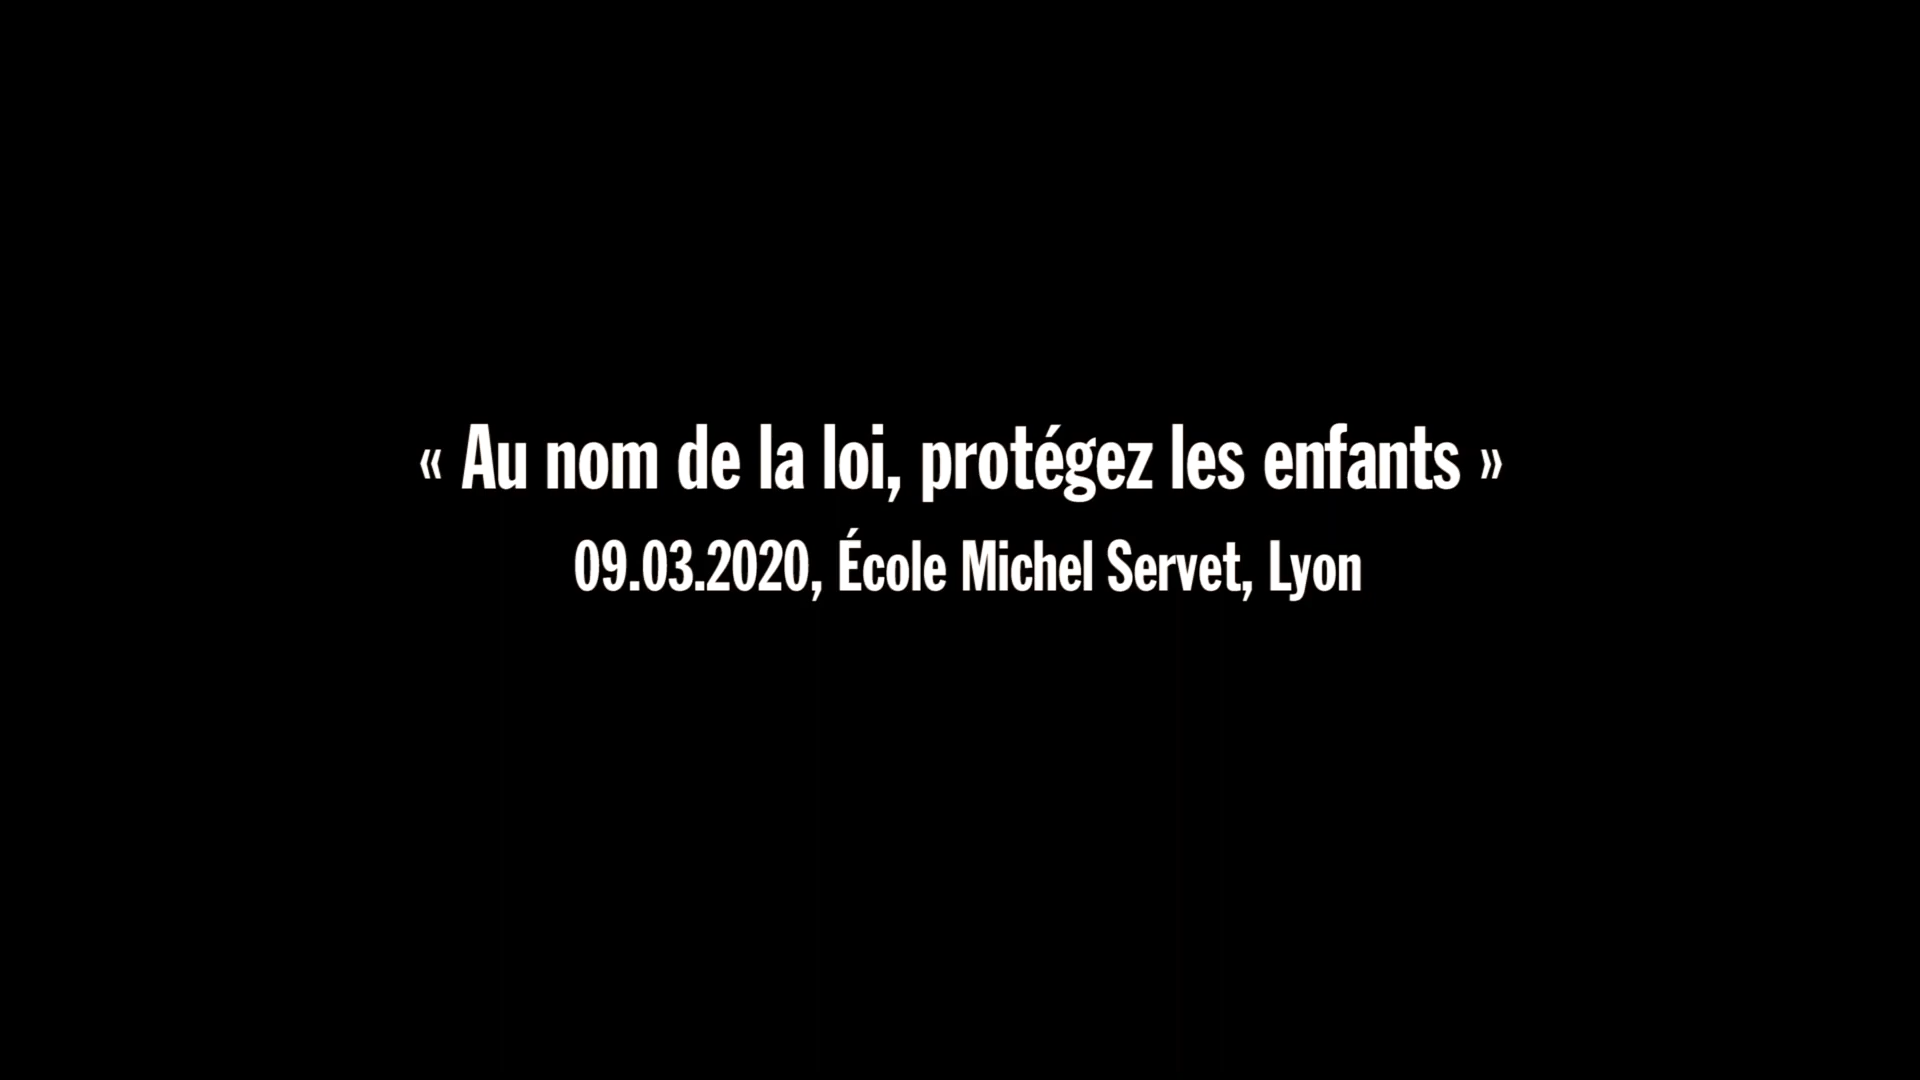 « Au nom de la loi, protégez les enfants »
09.03.2020, École Michel Servet, Lyon